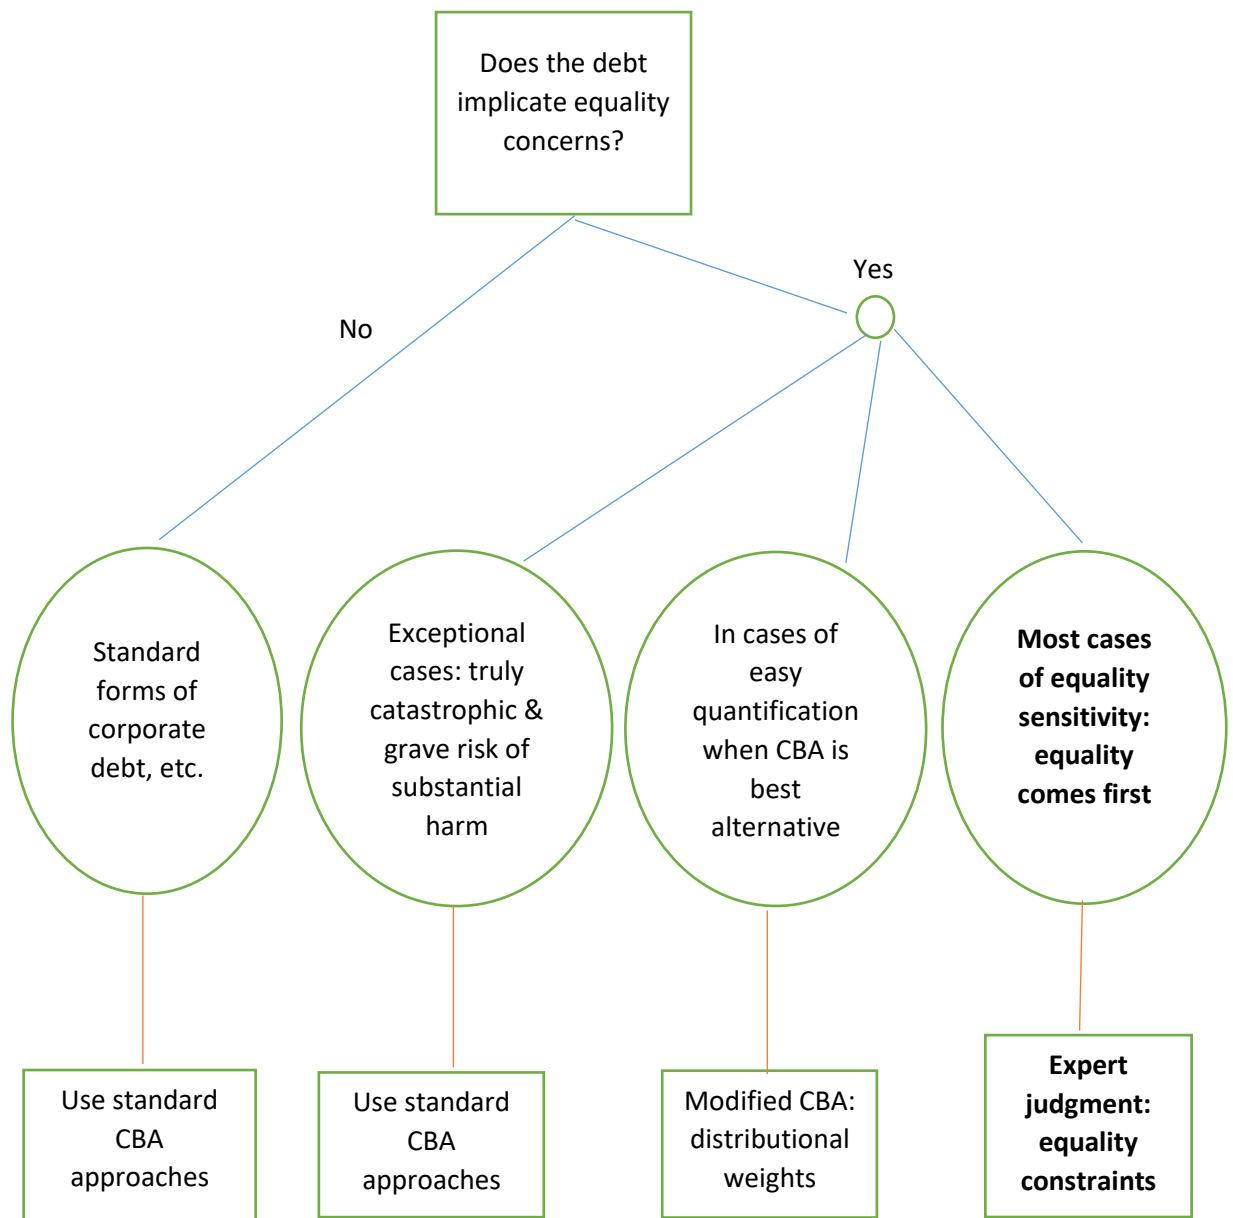 Does the debt
implicate equality
concerns?
Yes
No
Standard
forms of
corporate
debt, etc.
Exceptional
cases: truly
catastrophic &
grave risk of
substantial
harm
In cases of
easy
quantification
when CBA is
best
alternative
Most cases
of equality
sensitivity:
equality
comes first
Use standard
CBA
approaches
Use standard
CBA
approaches
Modified CBA:
distributional
weights
Expert
judgment:
equality
constraints